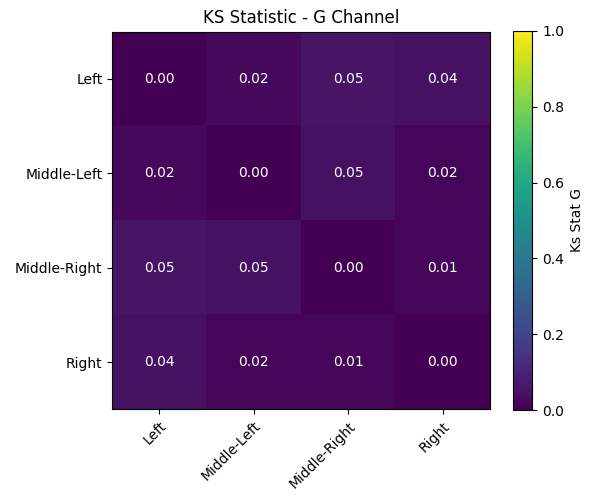 KS Statistic - G Channel
Left 0.00 0.02 0.05 0.04
Middle-Left 0.02 0.00 0.05 0.02
Middle-Right 0.05 0.05 0.00 0.01
Right 0.04 0.02 0.01 0.00
Left Middle-Left Middle-Right Right
1.0
0.8
0.6
0.4
0.2
0.0
Ks Stat G